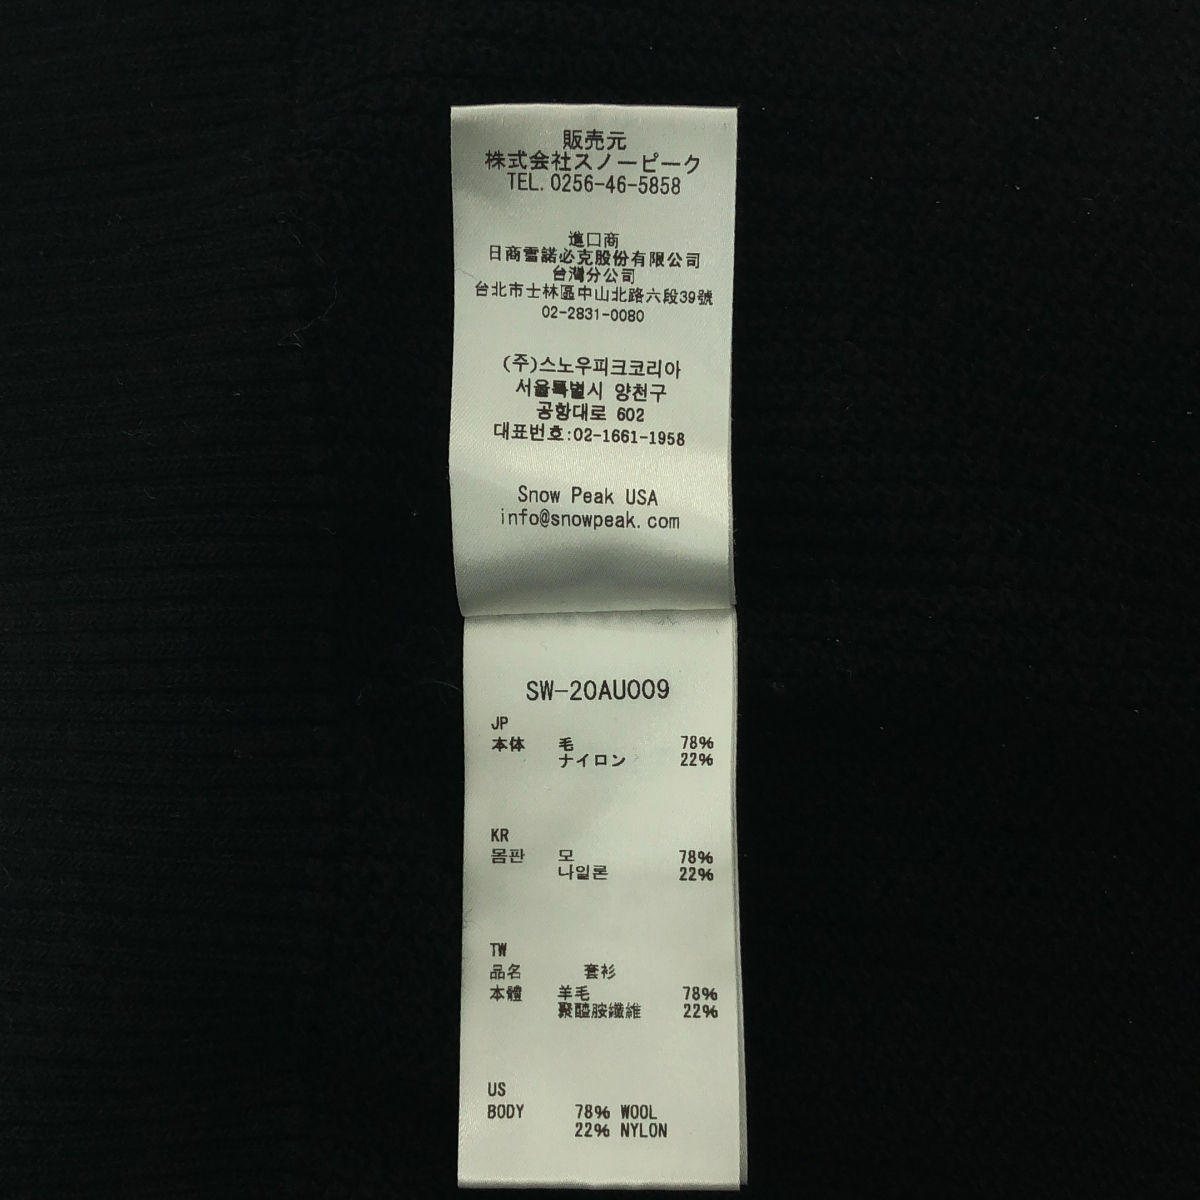 販売元
株式会社スノーピーク
TEL. 0256-46-5858
進口商
日商雪諾必克股份有限公司
台灣分公司
台北市士林區中山北路六段39號
02-2831-0080
(주)스노우피크코리아
서울특별시 양천구
공항대로 602
대표번호:02-1661-1958
Snow Peak USA
info@snowpeak.com
SW-20AU009
JP
本体 毛 78%
ナイロン 22%
KR
몸판 모 78%
나일론 22%
TW
品名 套衫
本體 羊毛 78%
聚醯胺纖維 22%
US
BODY 78% WOOL
22% NYLON